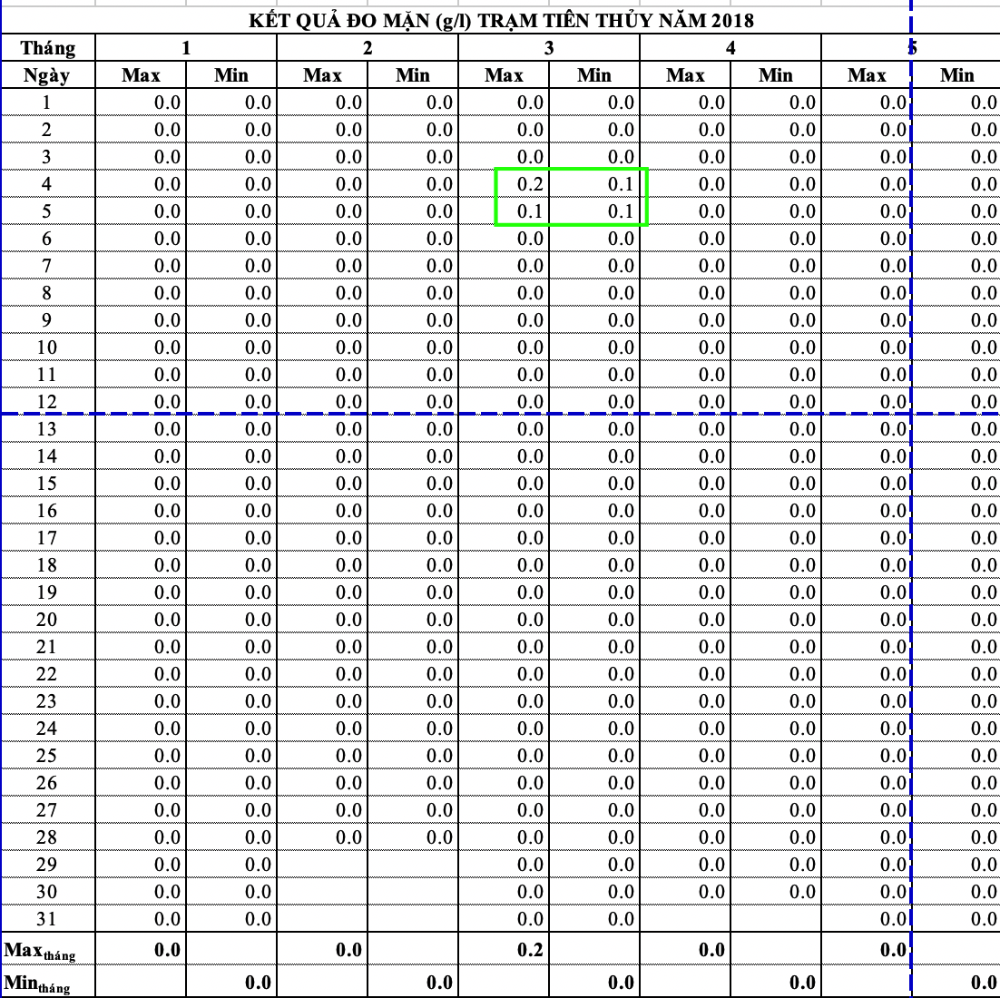 KẾT QUẢ ĐO MẶN (g/l) TRẠM TIÊN THỦY NĂM 2018
Tháng 1 2 3 4 5
Ngày Max Min Max Min Max Min Max Min Max Min
1 0.0 0.0 0.0 0.0 0.0 0.0 0.0 0.0 0.0 0.0
2 0.0 0.0 0.0 0.0 0.0 0.0 0.0 0.0 0.0 0.0
3 0.0 0.0 0.0 0.0 0.0 0.0 0.0 0.0 0.0 0.0
4 0.0 0.0 0.0 0.0 0.2 0.1 0.0 0.0 0.0 0.0
5 0.0 0.0 0.0 0.0 0.1 0.1 0.0 0.0 0.0 0.0
6 0.0 0.0 0.0 0.0 0.0 0.0 0.0 0.0 0.0 0.0
7 0.0 0.0 0.0 0.0 0.0 0.0 0.0 0.0 0.0 0.0
8 0.0 0.0 0.0 0.0 0.0 0.0 0.0 0.0 0.0 0.0
9 0.0 0.0 0.0 0.0 0.0 0.0 0.0 0.0 0.0 0.0
10 0.0 0.0 0.0 0.0 0.0 0.0 0.0 0.0 0.0 0.0
11 0.0 0.0 0.0 0.0 0.0 0.0 0.0 0.0 0.0 0.0
12 0.0 0.0 0.0 0.0 0.0 0.0 0.0 0.0 0.0 0.0
13 0.0 0.0 0.0 0.0 0.0 0.0 0.0 0.0 0.0 0.0
14 0.0 0.0 0.0 0.0 0.0 0.0 0.0 0.0 0.0 0.0
15 0.0 0.0 0.0 0.0 0.0 0.0 0.0 0.0 0.0 0.0
16 0.0 0.0 0.0 0.0 0.0 0.0 0.0 0.0 0.0 0.0
17 0.0 0.0 0.0 0.0 0.0 0.0 0.0 0.0 0.0 0.0
18 0.0 0.0 0.0 0.0 0.0 0.0 0.0 0.0 0.0 0.0
19 0.0 0.0 0.0 0.0 0.0 0.0 0.0 0.0 0.0 0.0
20 0.0 0.0 0.0 0.0 0.0 0.0 0.0 0.0 0.0 0.0
21 0.0 0.0 0.0 0.0 0.0 0.0 0.0 0.0 0.0 0.0
22 0.0 0.0 0.0 0.0 0.0 0.0 0.0 0.0 0.0 0.0
23 0.0 0.0 0.0 0.0 0.0 0.0 0.0 0.0 0.0 0.0
24 0.0 0.0 0.0 0.0 0.0 0.0 0.0 0.0 0.0 0.0
25 0.0 0.0 0.0 0.0 0.0 0.0 0.0 0.0 0.0 0.0
26 0.0 0.0 0.0 0.0 0.0 0.0 0.0 0.0 0.0 0.0
27 0.0 0.0 0.0 0.0 0.0 0.0 0.0 0.0 0.0 0.0
28 0.0 0.0 0.0 0.0 0.0 0.0 0.0 0.0 0.0 0.0
29 0.0 0.0 0.0 0.0 0.0 0.0 0.0 0.0
30 0.0 0.0 0.0 0.0 0.0 0.0 0.0 0.0
31 0.0 0.0 0.0 0.0 0.0 0.0
Max tháng 0.0 0.0 0.2 0.0 0.0
Min tháng 0.0 0.0 0.0 0.0 0.0